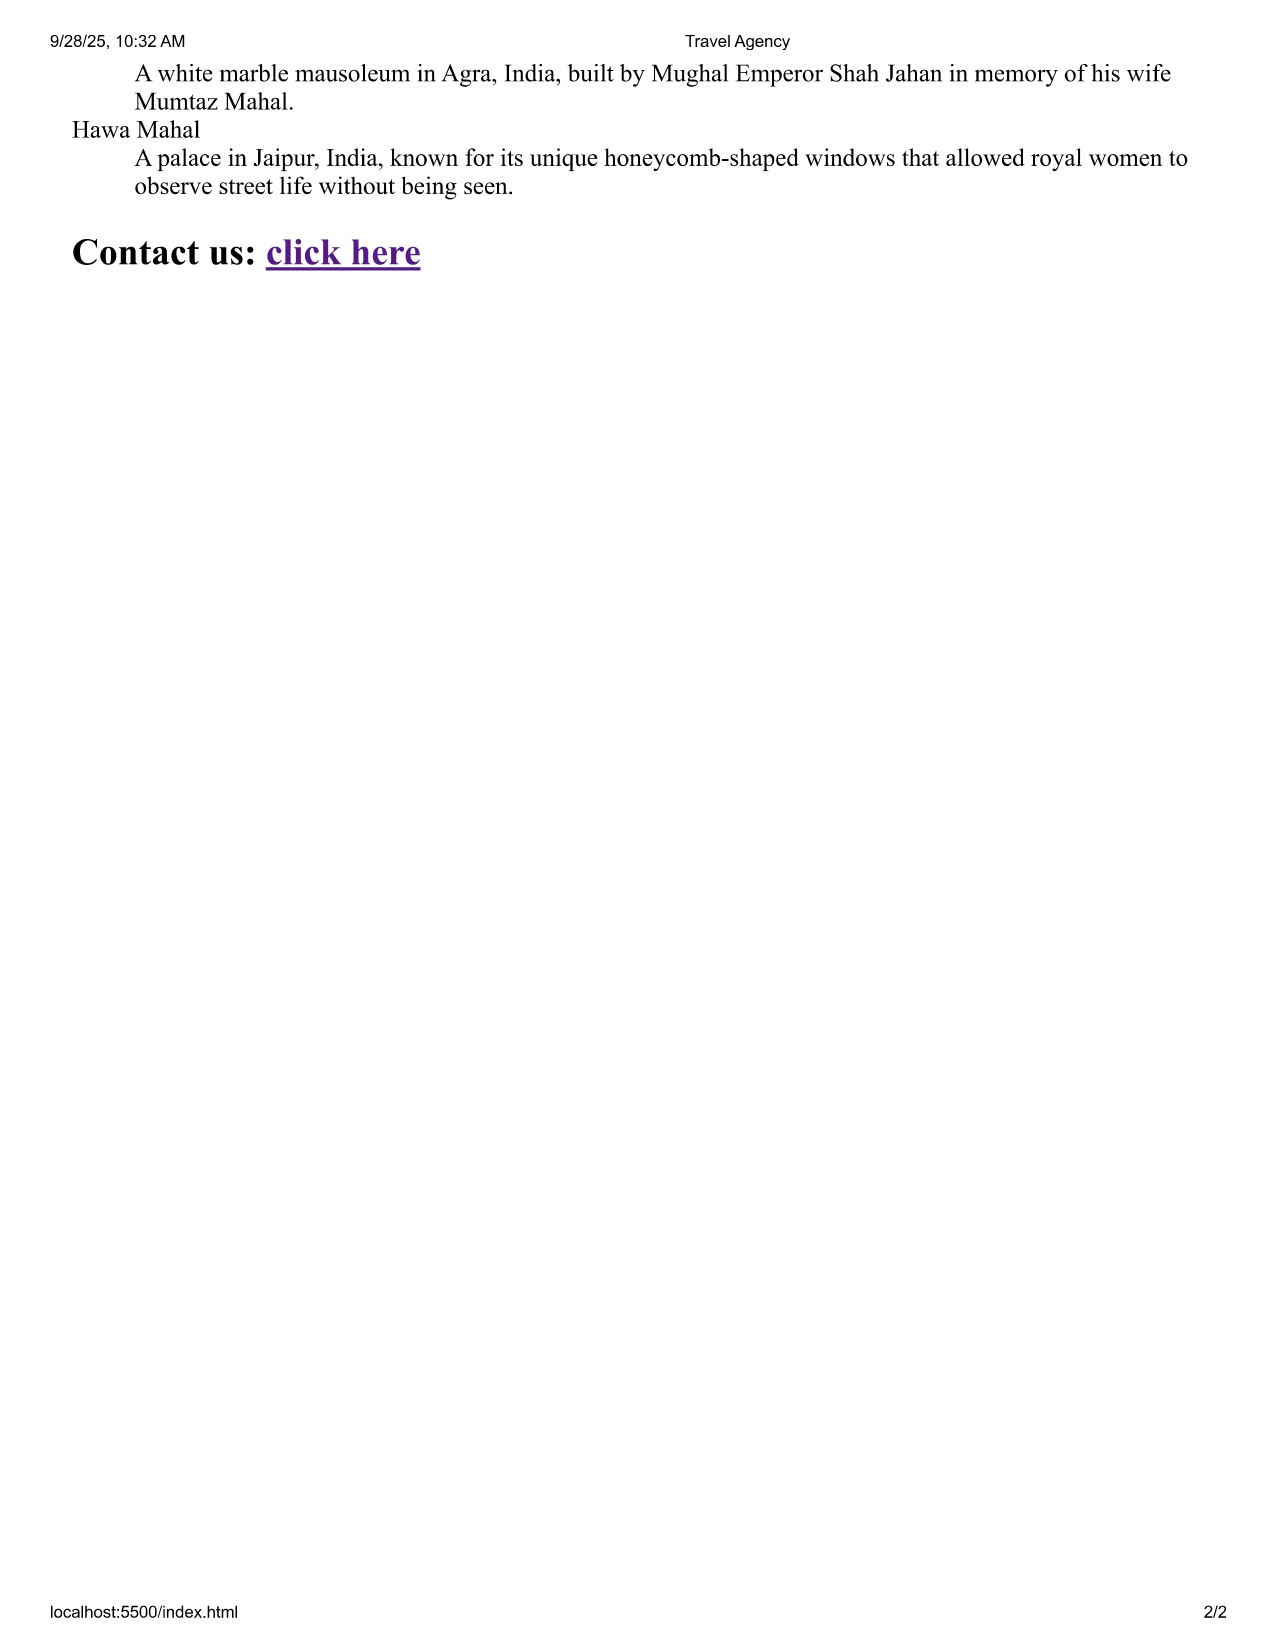 9/28/25, 10:32 AM Travel Agency
A white marble mausoleum in Agra, India, built by Mughal Emperor Shah Jahan in memory of his wife
Mumtaz Mahal.
Hawa Mahal
A palace in Jaipur, India, known for its unique honeycomb-shaped windows that allowed royal women to
observe street life without being seen.
Contact us: click here
localhost:5500/index.html 2/2